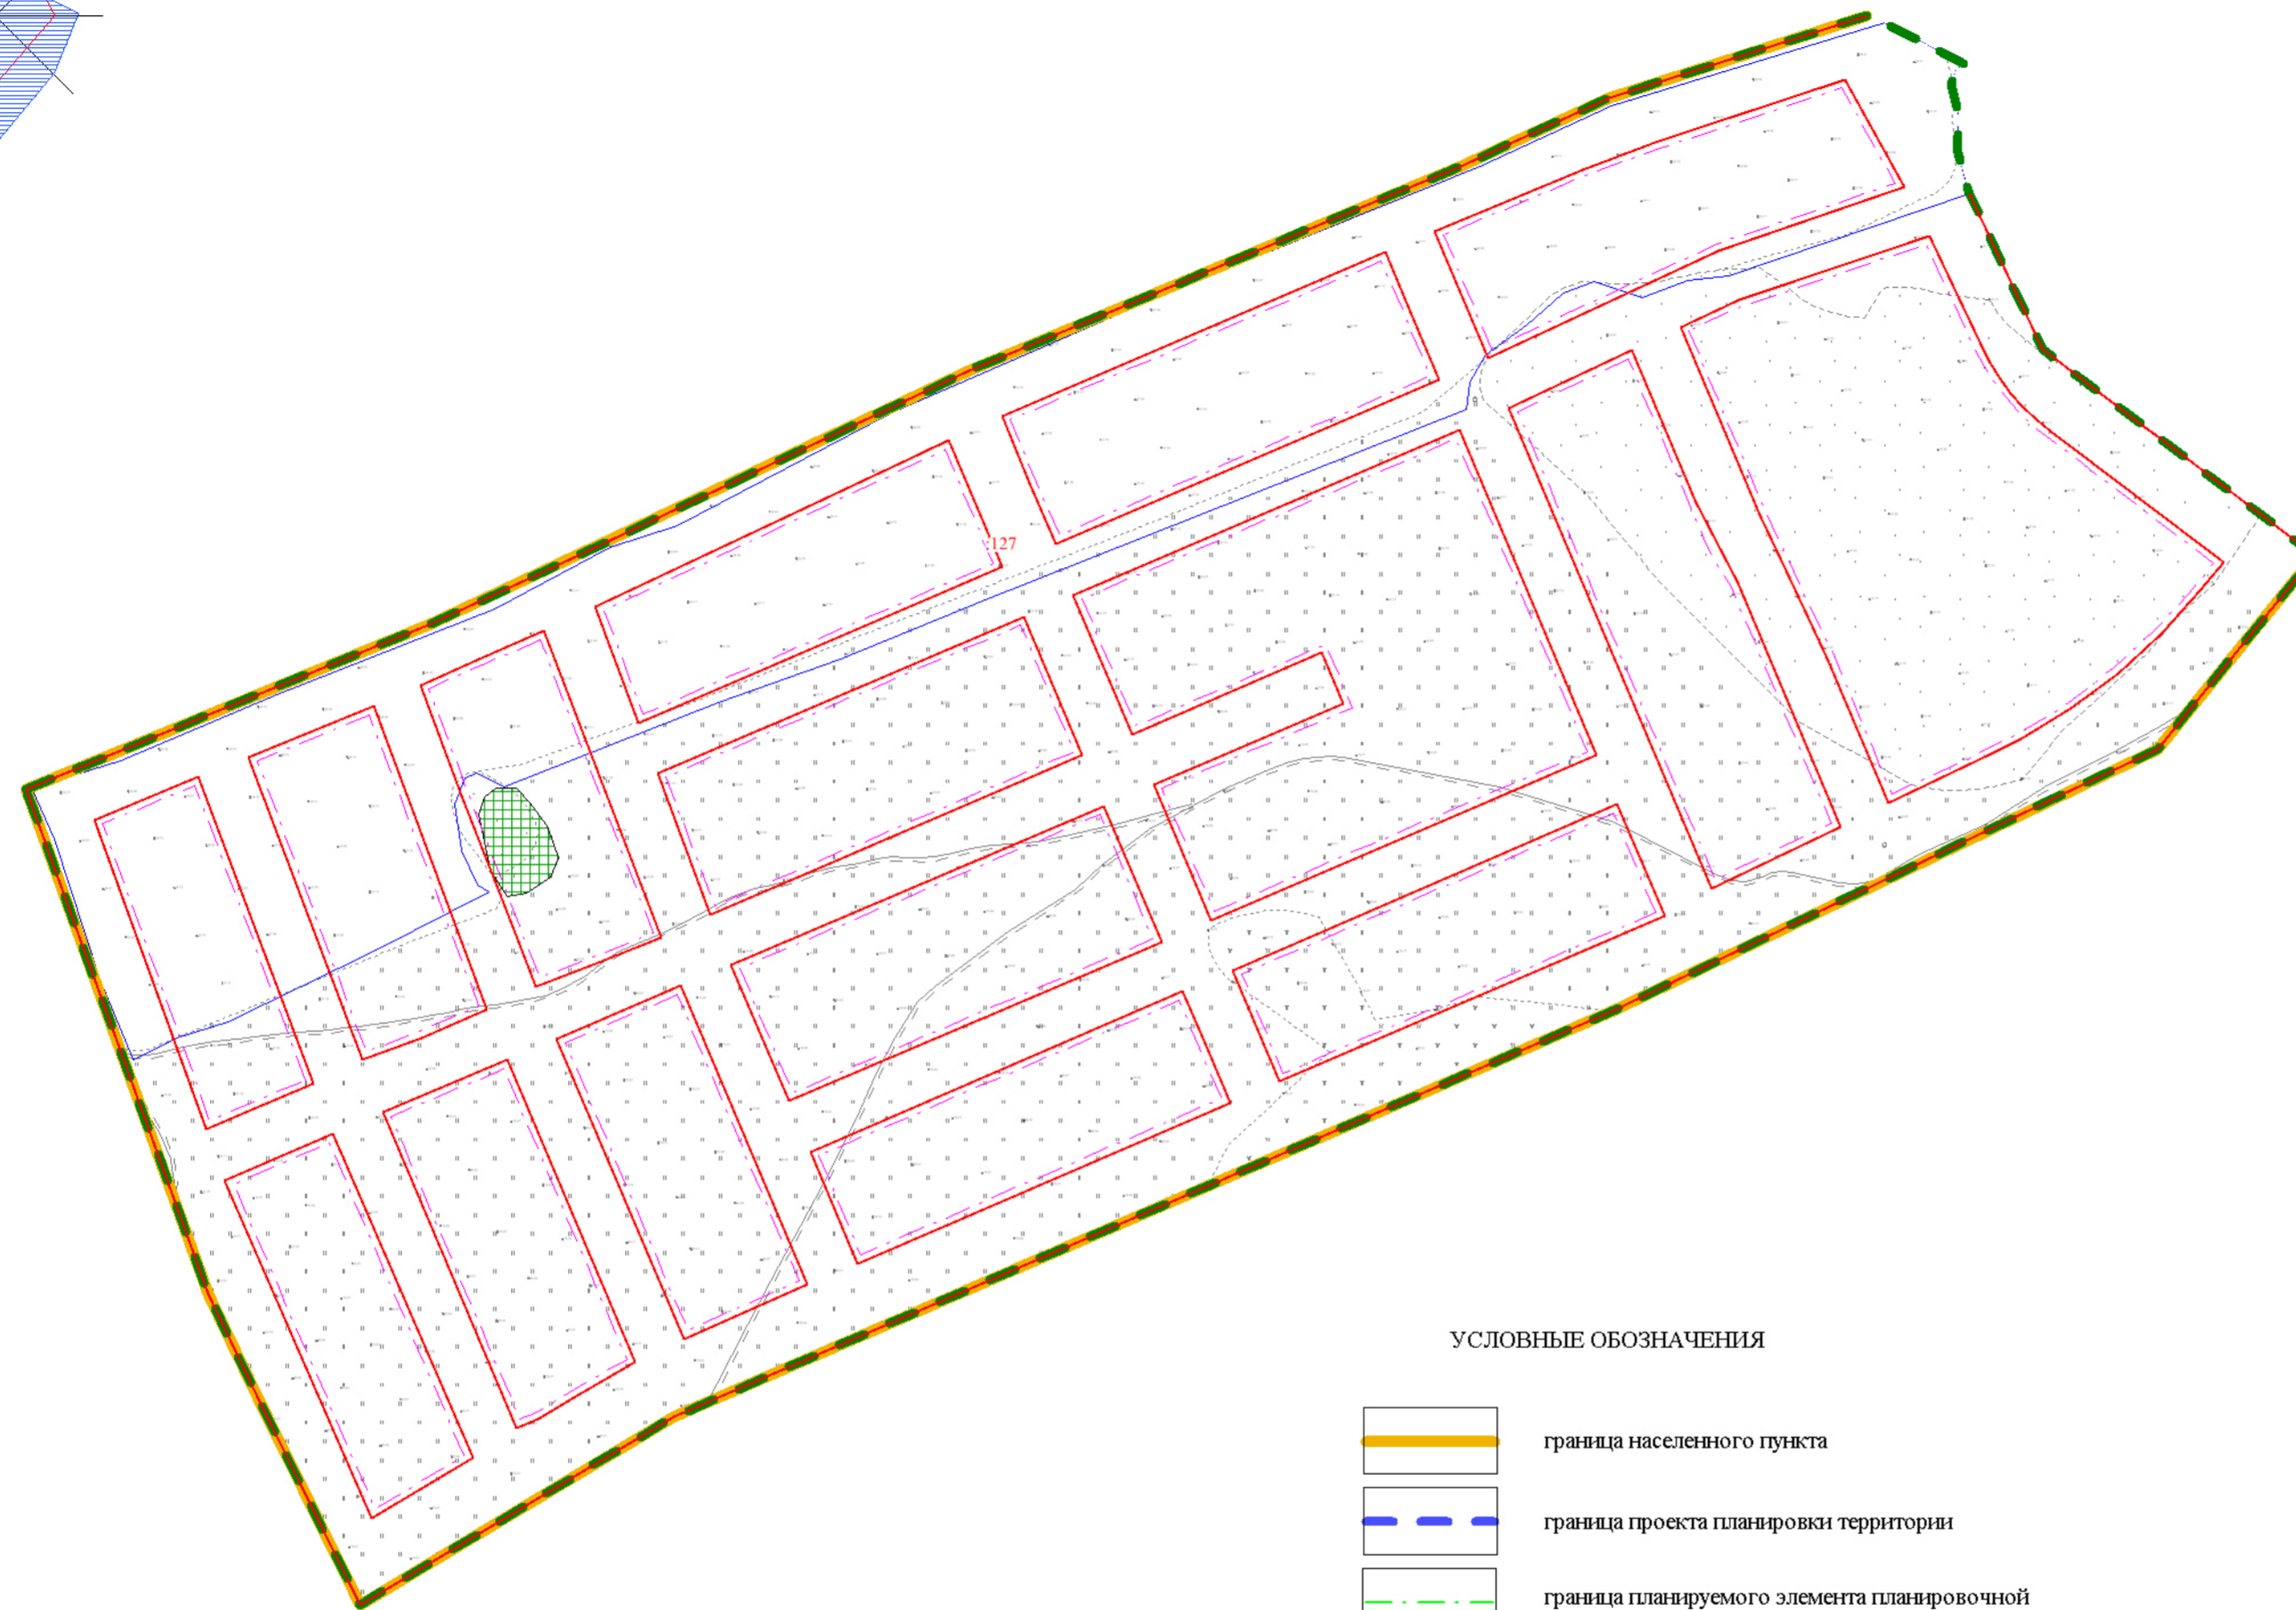 :127
УСЛОВНЫЕ ОБОЗНАЧЕНИЯ
граница населенного пункта
граница проекта планировки территории
граница планируемого элемента планировочной